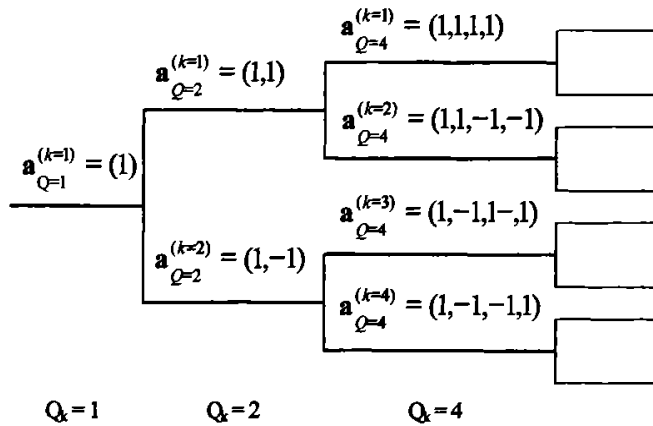 a_{Q=4}^{(k=1)} = (1,1,1,1)
a_{Q=2}^{(k=1)} = (1,1)
a_{Q=4}^{(k=2)} = (1,1,-1,-1)
a_{Q=1}^{(k=1)} = (1)
a_{Q=4}^{(k=3)} = (1,-1,1-,1)
a_{Q=2}^{(k=2)} = (1,-1)
a_{Q=4}^{(k=4)} = (1,-1,-1,1)
Q_k = 1 Q_k = 2 Q_k = 4